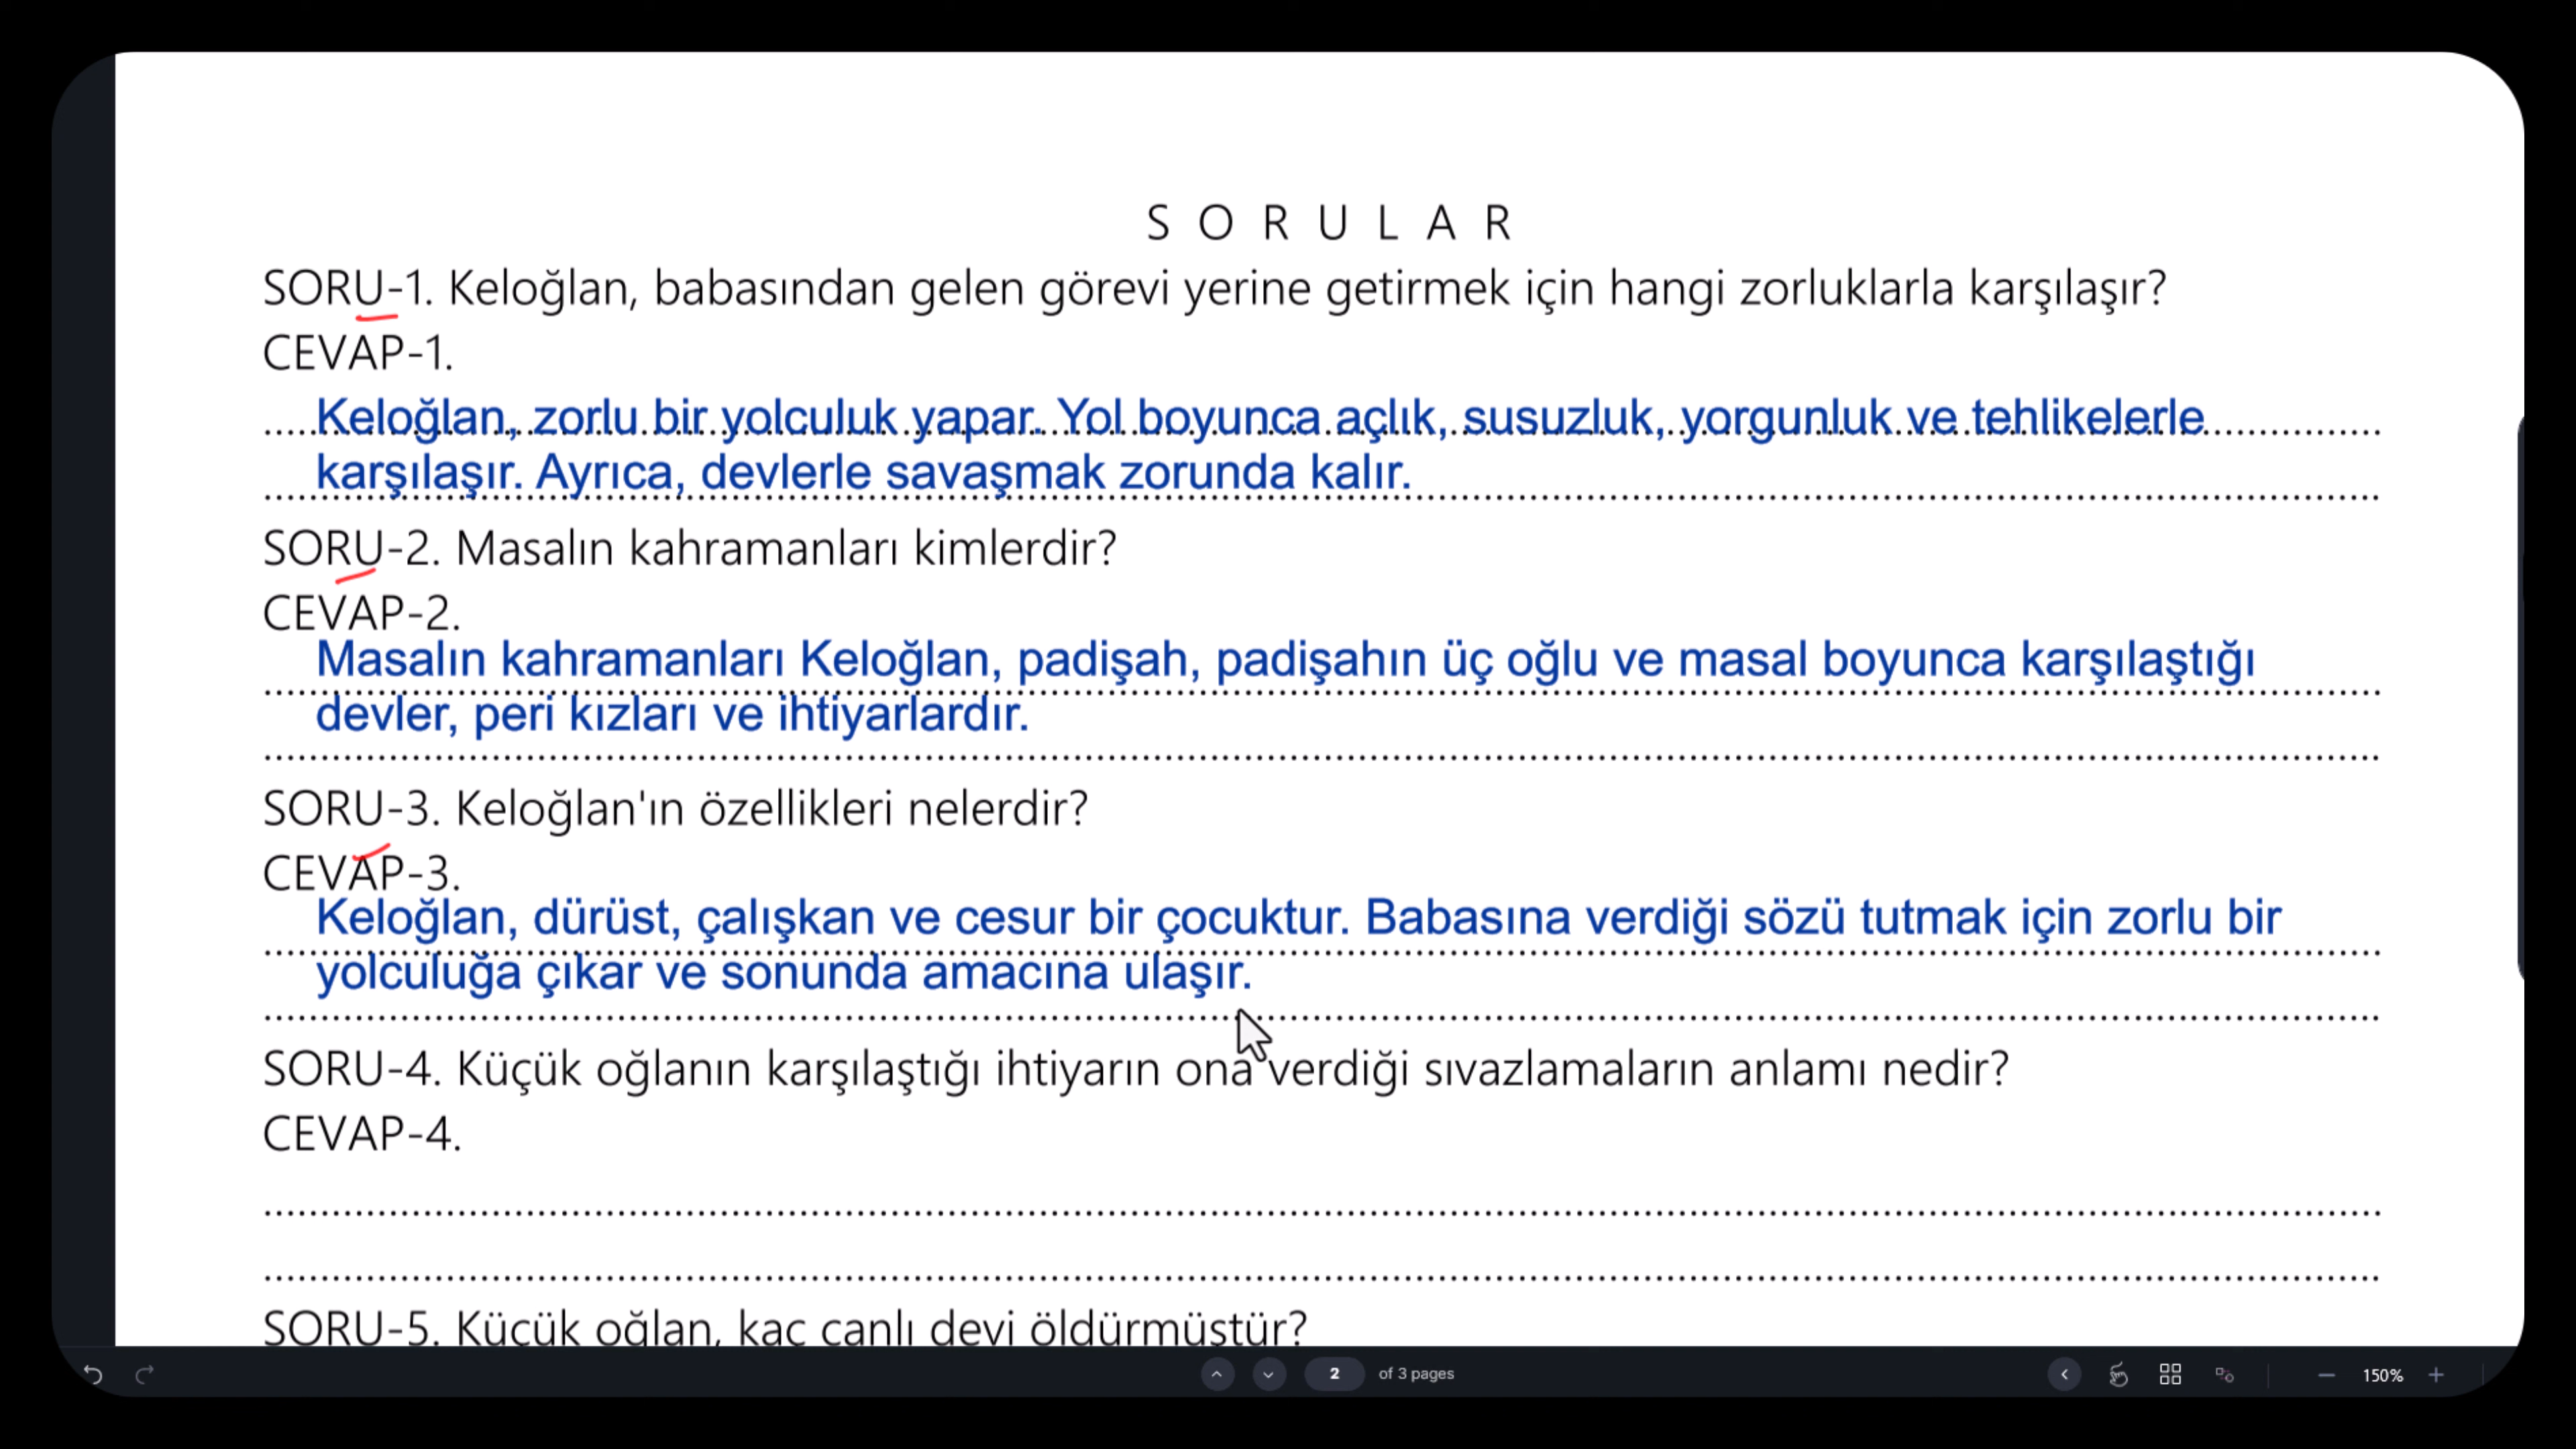 S O R U L A R
SORU-1. Keloğlan, babasından gelen görevi yerine getirmek için hangi zorluklarla karşılaşır?
CEVAP-1.
Keloğlan, zorlu bir yolculuk yapar. Yol boyunca açlık, susuzluk, yorgunluk ve tehlikelerle
karşılaşır. Ayrıca, devlerle savaşmak zorunda kalır.
SORU-2. Masalın kahramanları kimlerdir?
CEVAP-2.
Masalın kahramanları Keloğlan, padişah, padişahın üç oğlu ve masal boyunca karşılaştığı
devler, peri kızları ve ihtiyarlardır.
SORU-3. Keloğlan'ın özellikleri nelerdir?
CEVAP-3.
Keloğlan, dürüst, çalışkan ve cesur bir çocuktur. Babasına verdiği sözü tutmak için zorlu bir
yolculuğa çıkar ve sonunda amacına ulaşır.
SORU-4. Küçük oğlanın karşılaştığı ihtiyarın ona verdiği sıvazlamaların anlamı nedir?
CEVAP-4.
SORU-5. Küçük oğlan, kaç canlı devi öldürmüştür?
2 of 3 pages
150%